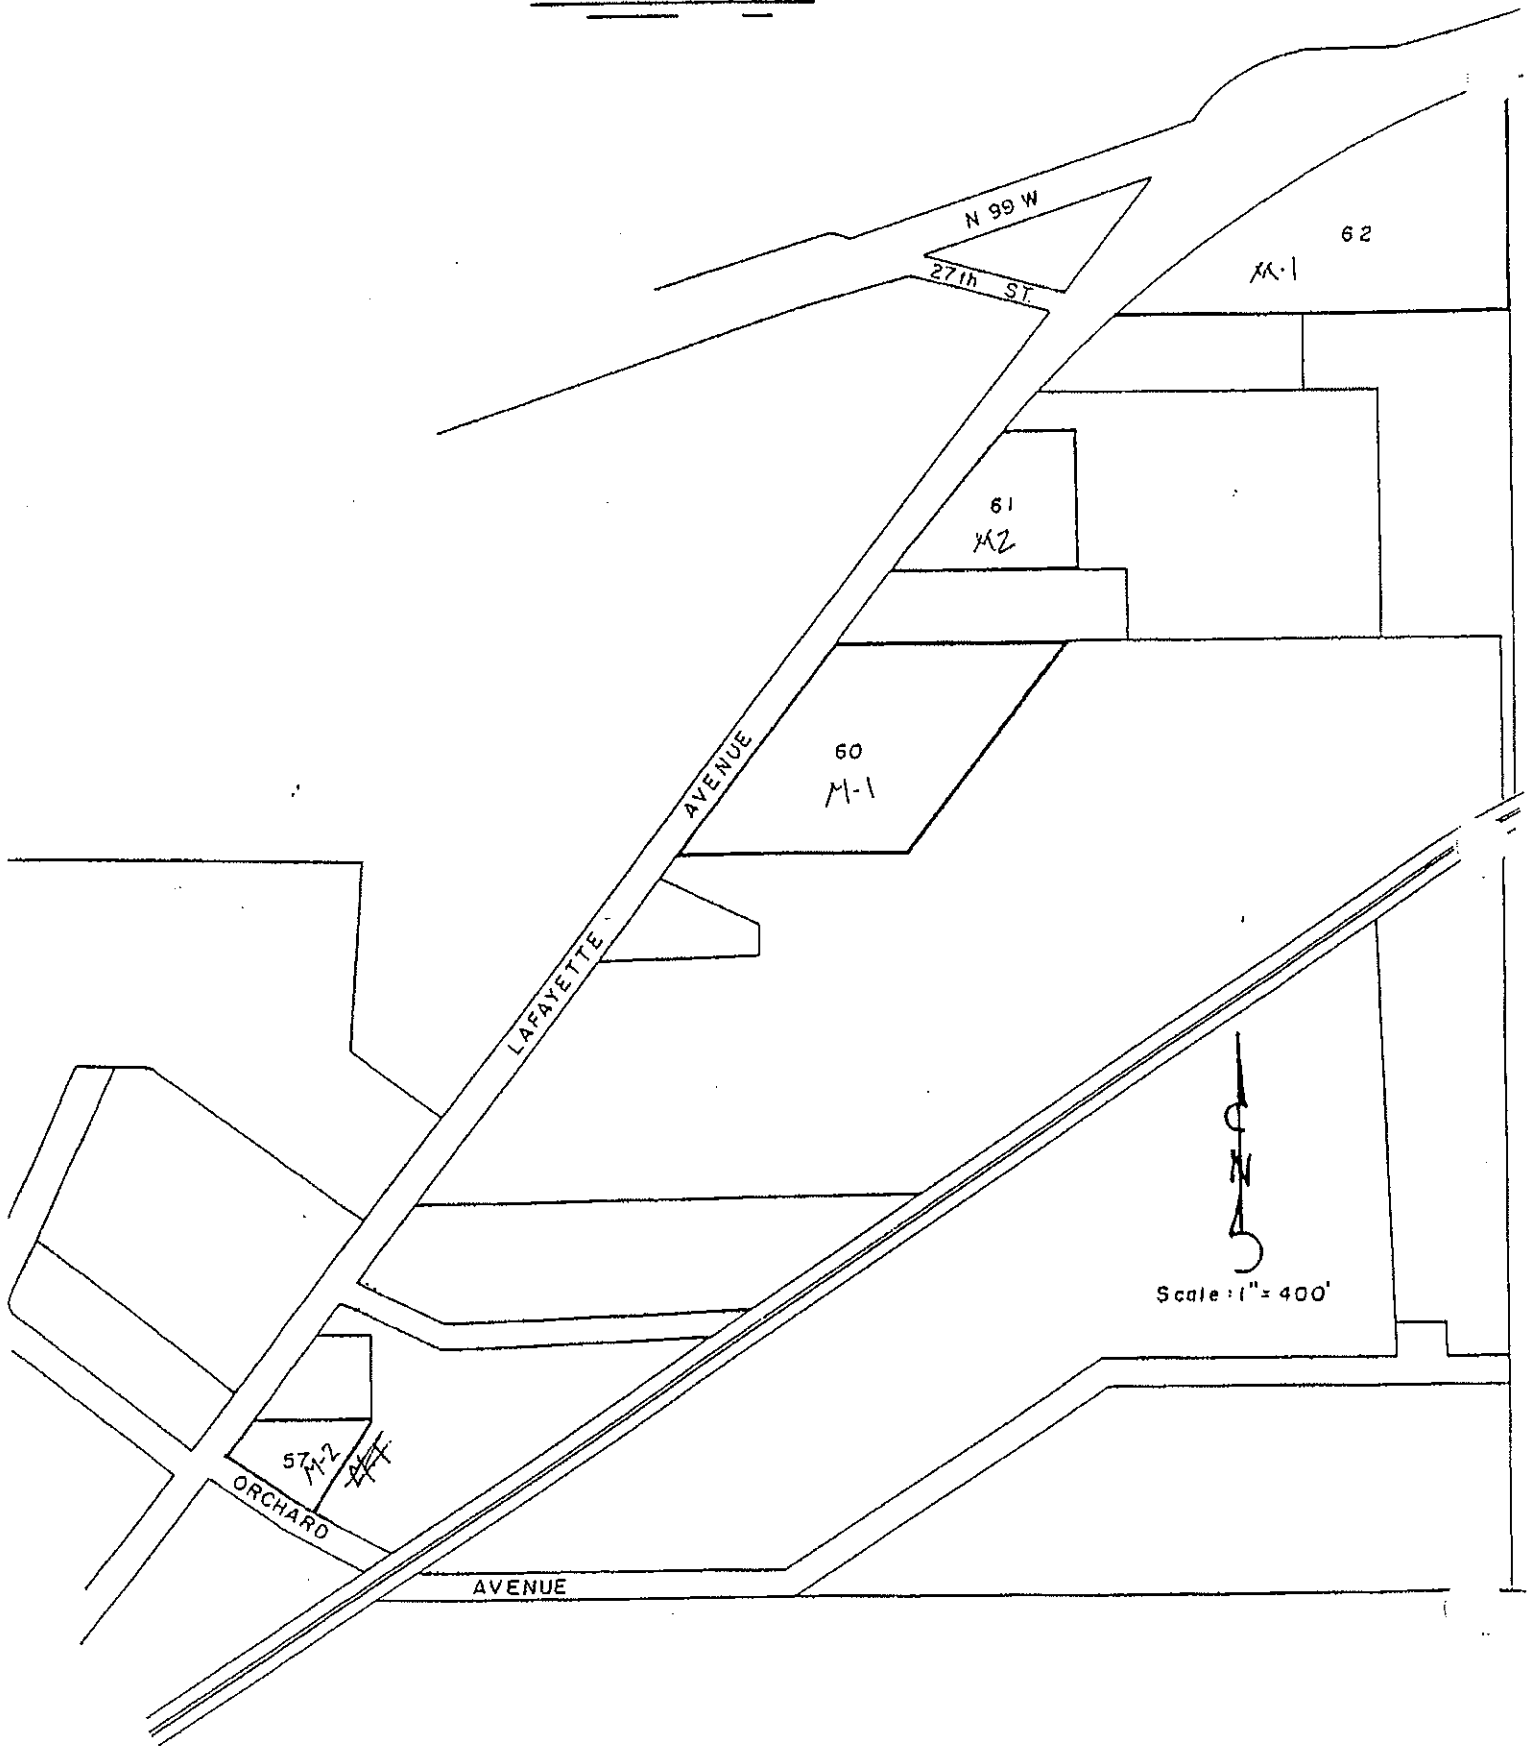 N 99 W
27th ST.
62
M-1
61
M2
60
M-1
LAFAYETTE AVENUE
N
Scale: 1" = 400'
57
M-2
ORCHARD
AVENUE